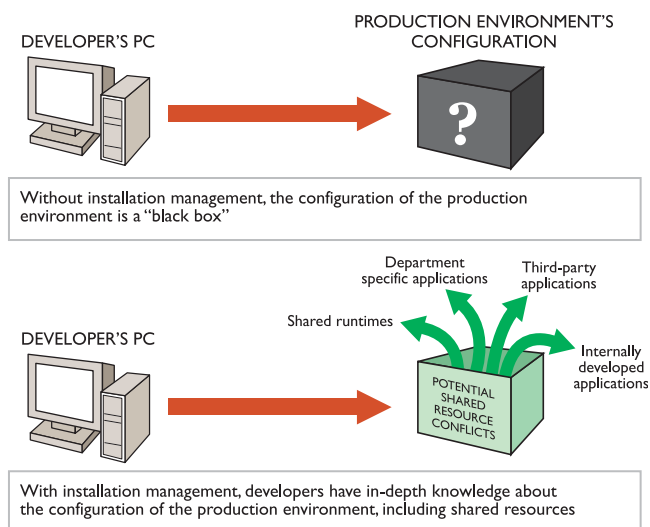 DEVELOPER'S PC
PRODUCTION ENVIRONMENT'S
CONFIGURATION
?
Without installation management, the configuration of the production
environment is a “black box”
DEVELOPER'S PC
Shared runtimes
Department
specific applications
Third-party
applications
Internally
developed
applications
POTENTIAL
SHARED
RESOURCE
CONFLICTS
With installation management, developers have in-depth knowledge about
the configuration of the production environment, including shared resources